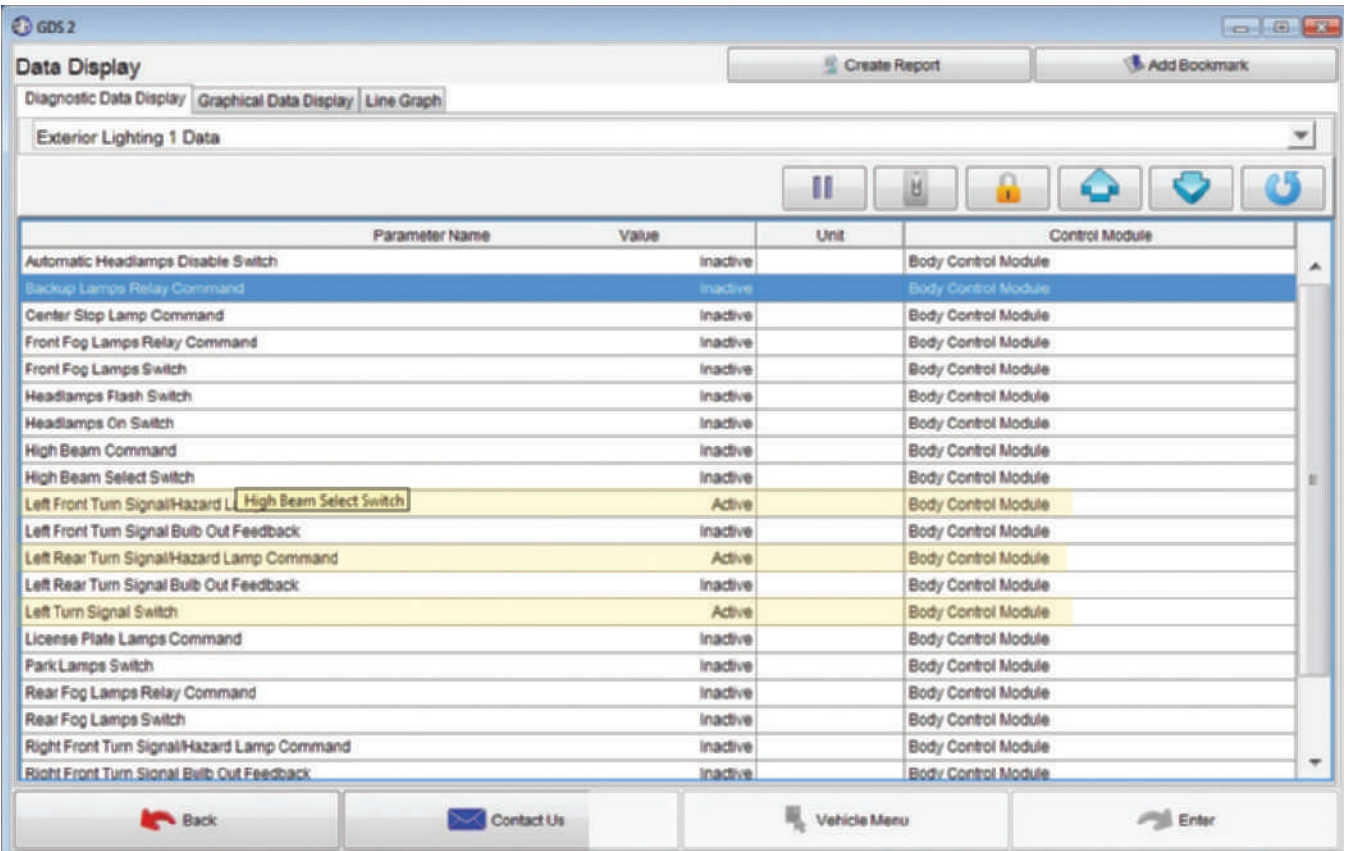 GDS 2
Data Display
Create Report
Add Bookmark
Diagnostic Data Display Graphical Data Display Line Graph
Exterior Lighting 1 Data
Parameter Name Value Unit Control Module
Automatic Headlamps Disable Switch Inactive Body Control Module
Backup Lamps Relay Command Inactive Body Control Module
Center Stop Lamp Command Inactive Body Control Module
Front Fog Lamps Relay Command Inactive Body Control Module
Front Fog Lamps Switch Inactive Body Control Module
Headlamps Flash Switch Inactive Body Control Module
Headlamps On Switch Inactive Body Control Module
High Beam Command Inactive Body Control Module
High Beam Select Switch Inactive Body Control Module
Left Front Turn Signal/Hazard L High Beam Select Switch Active Body Control Module
Left Front Turn Signal Bulb Out Feedback Inactive Body Control Module
Left Rear Turn Signal/Hazard Lamp Command Active Body Control Module
Left Rear Turn Signal Bulb Out Feedback Inactive Body Control Module
Left Turn Signal Switch Active Body Control Module
License Plate Lamps Command Inactive Body Control Module
Park Lamps Switch Inactive Body Control Module
Rear Fog Lamps Relay Command Inactive Body Control Module
Rear Fog Lamps Switch Inactive Body Control Module
Right Front Turn Signal/Hazard Lamp Command Inactive Body Control Module
Right Front Turn Signal Bulb Out Feedback Inactive Body Control Module
Back Contact Us Vehicle Menu Enter